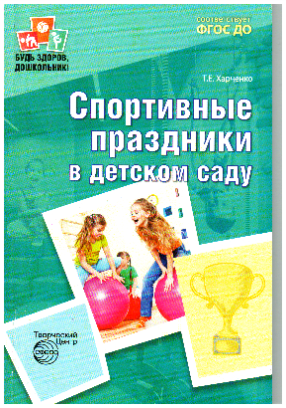 соответствует
ФГОС ДО
БУДЬ ЗДОРОВ,
ДОШКОЛЬНИК!
Т.Е. Харченко
Спортивные
праздники
в детском саду
Творческий
Центр
СФЕРА